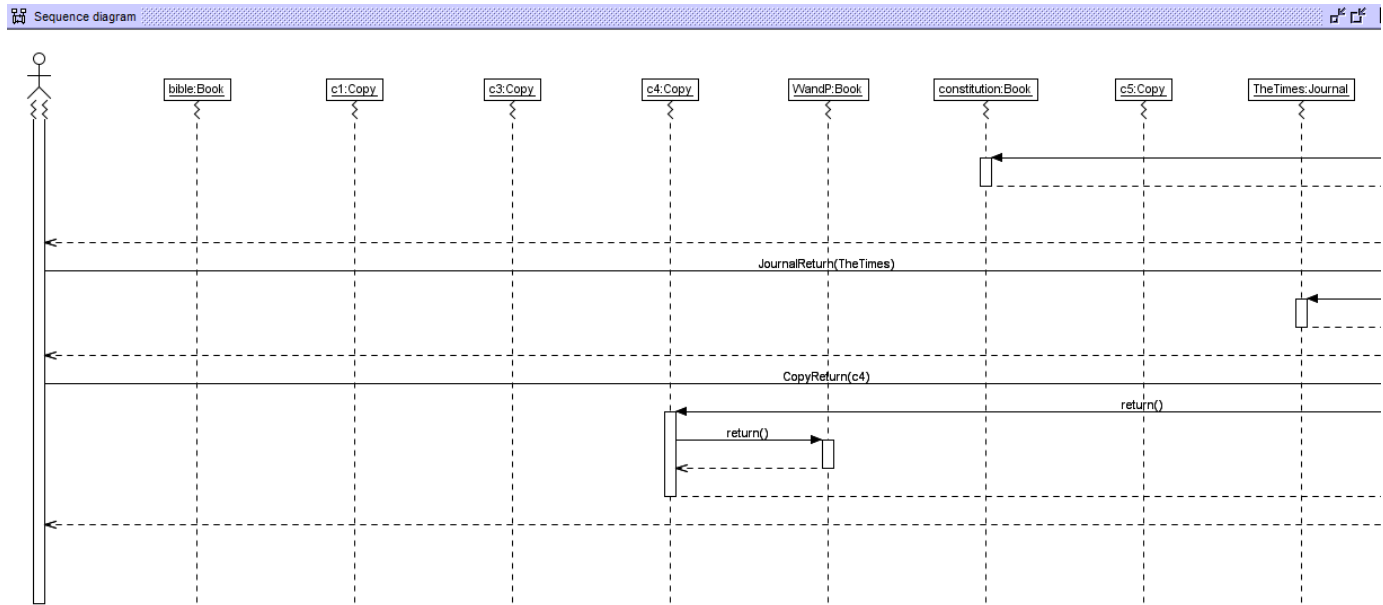 Sequence diagram
bible:Book
c1:Copy
c3:Copy
c4:Copy
WandP:Book
constitution:Book
c5:Copy
TheTimes:Journal
JournalReturh(TheTimes)
CopyReturn(c4)
return()
return()